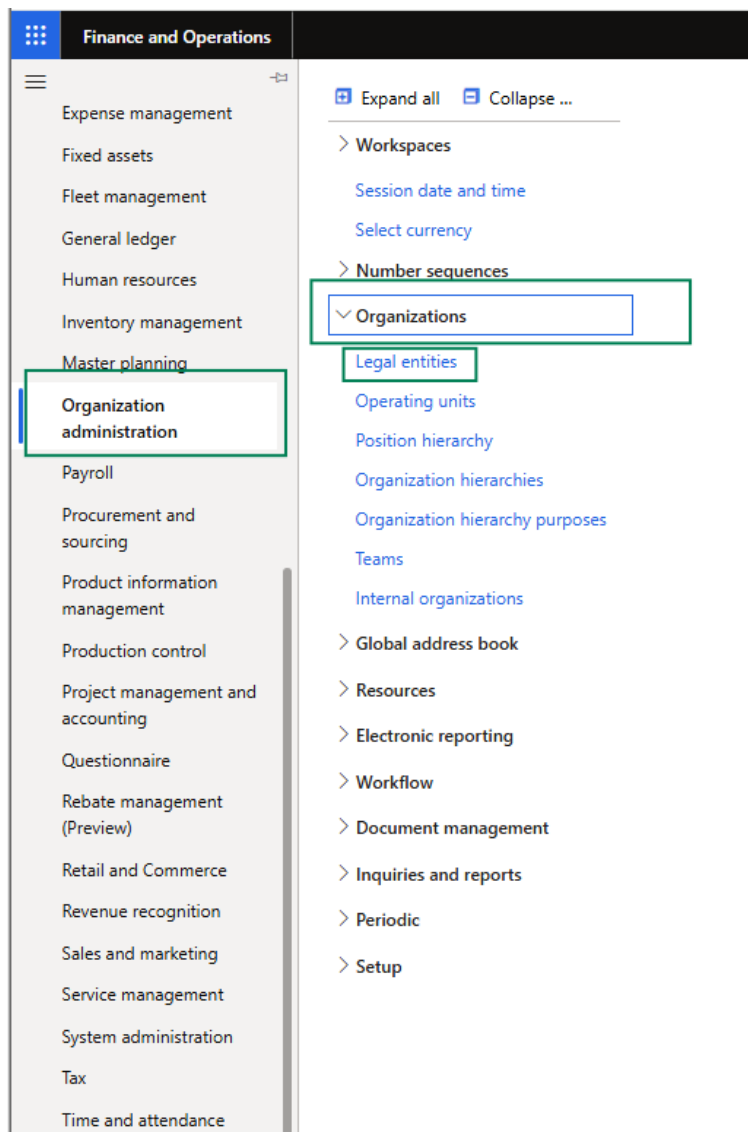 Finance and Operations
Expense management
Fixed assets
Fleet management
General ledger
Human resources
Inventory management
Master planning
Organization
administration
Payroll
Procurement and
sourcing
Product information
management
Production control
Project management and
accounting
Questionnaire
Rebate management
(Preview)
Retail and Commerce
Revenue recognition
Sales and marketing
Service management
System administration
Tax
Time and attendance
Expand all Collapse ...
Workspaces
Session date and time
Select currency
Number sequences
Organizations
Legal entities
Operating units
Position hierarchy
Organization hierarchies
Organization hierarchy purposes
Teams
Internal organizations
Global address book
Resources
Electronic reporting
Workflow
Document management
Inquiries and reports
Periodic
Setup